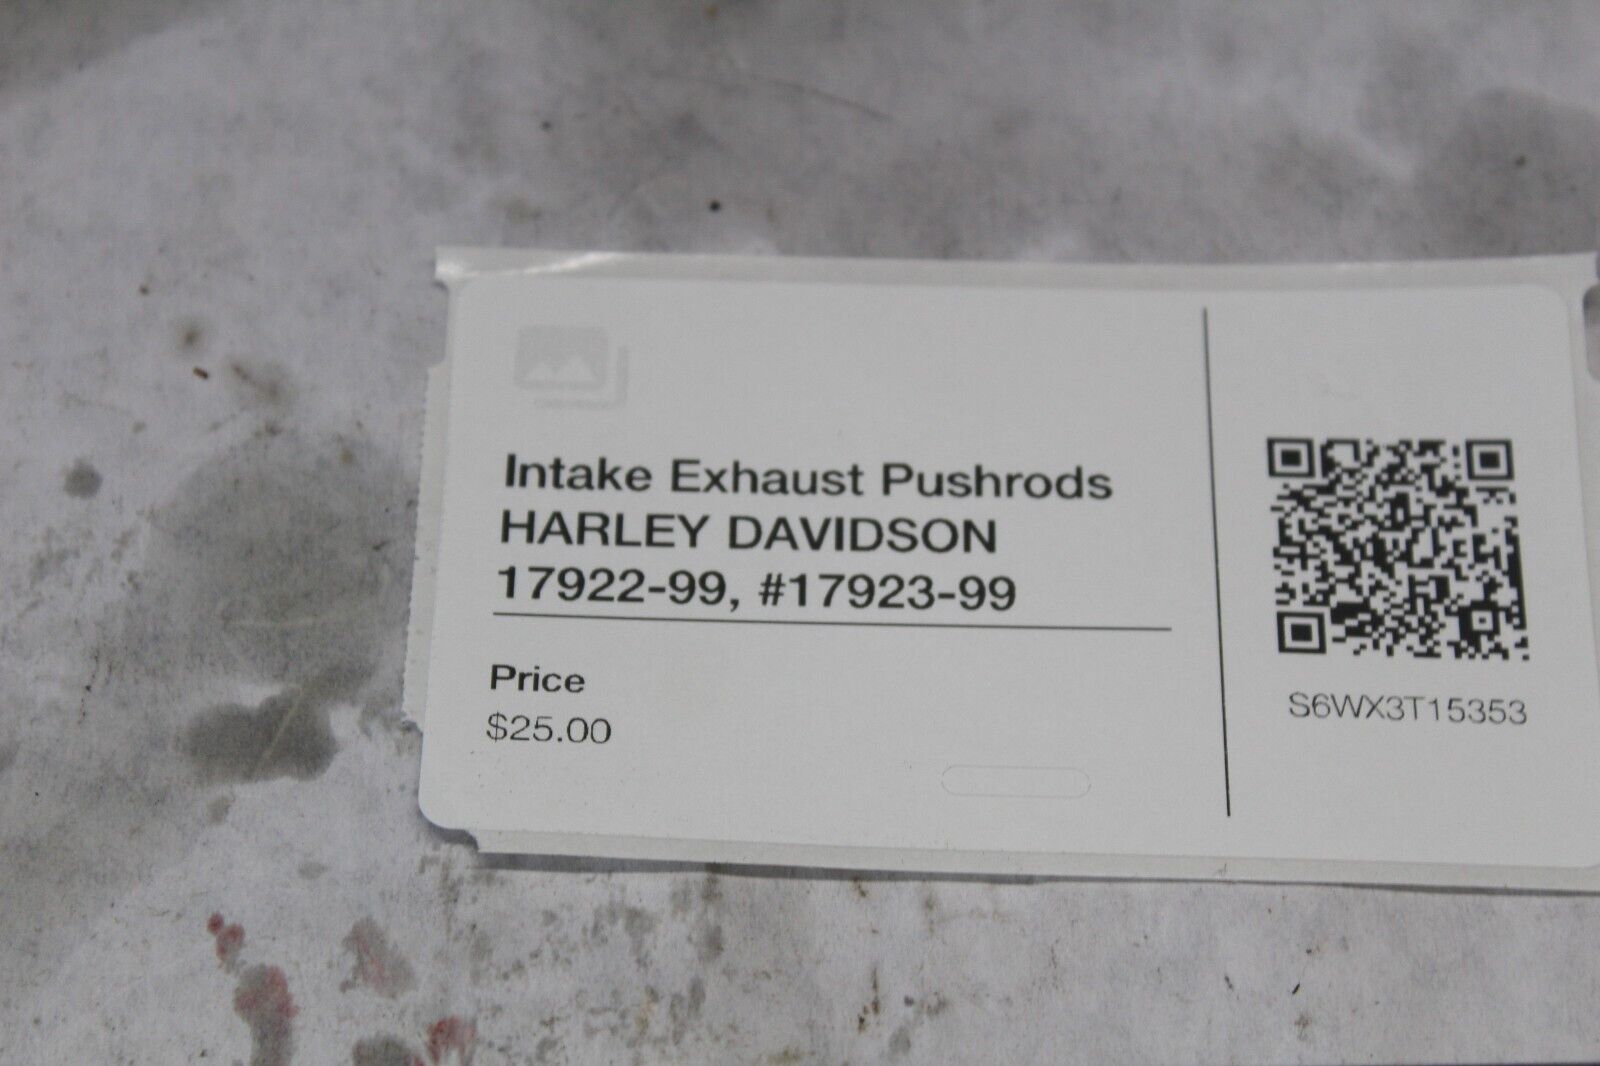 Intake Exhaust Pushrods
HARLEY DAVIDSON
17922-99, #17923-99
Price
$25.00
S6WX3T15353